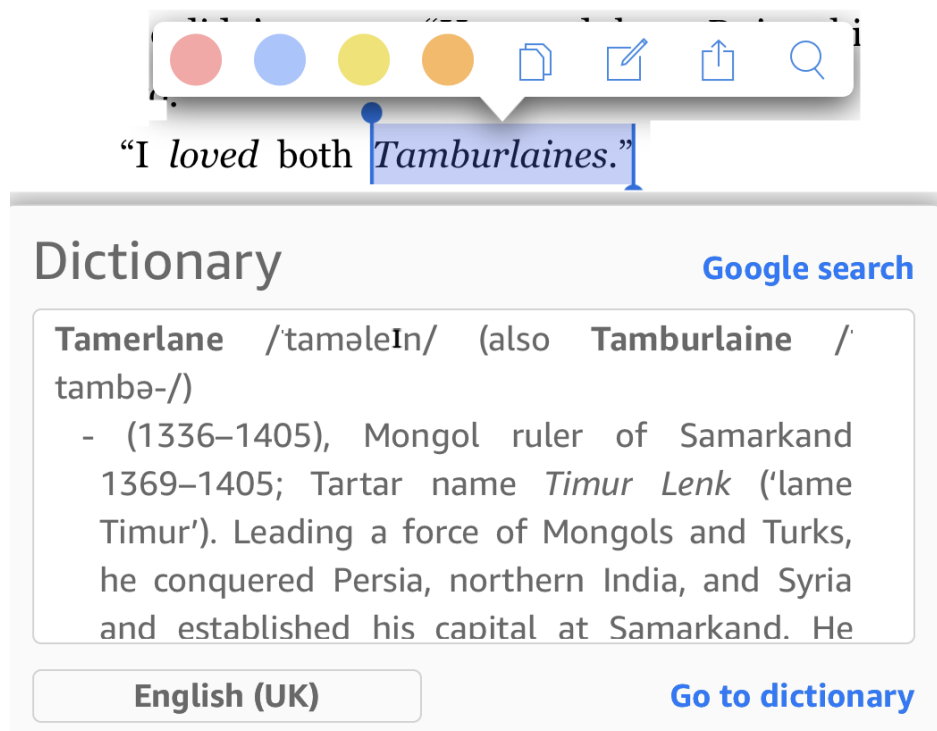 “I loved both Tamburlaines.”
Dictionary
Google search
Tamerlane /ˈtaməleɪn/ (also Tamburlaine /ˈ
tambə-/)
- (1336–1405), Mongol ruler of Samarkand
1369–1405; Tartar name Timur Lenk (‘lame
Timur’). Leading a force of Mongols and Turks,
he conquered Persia, northern India, and Syria
and established his capital at Samarkand. He
English (UK)
Go to dictionary